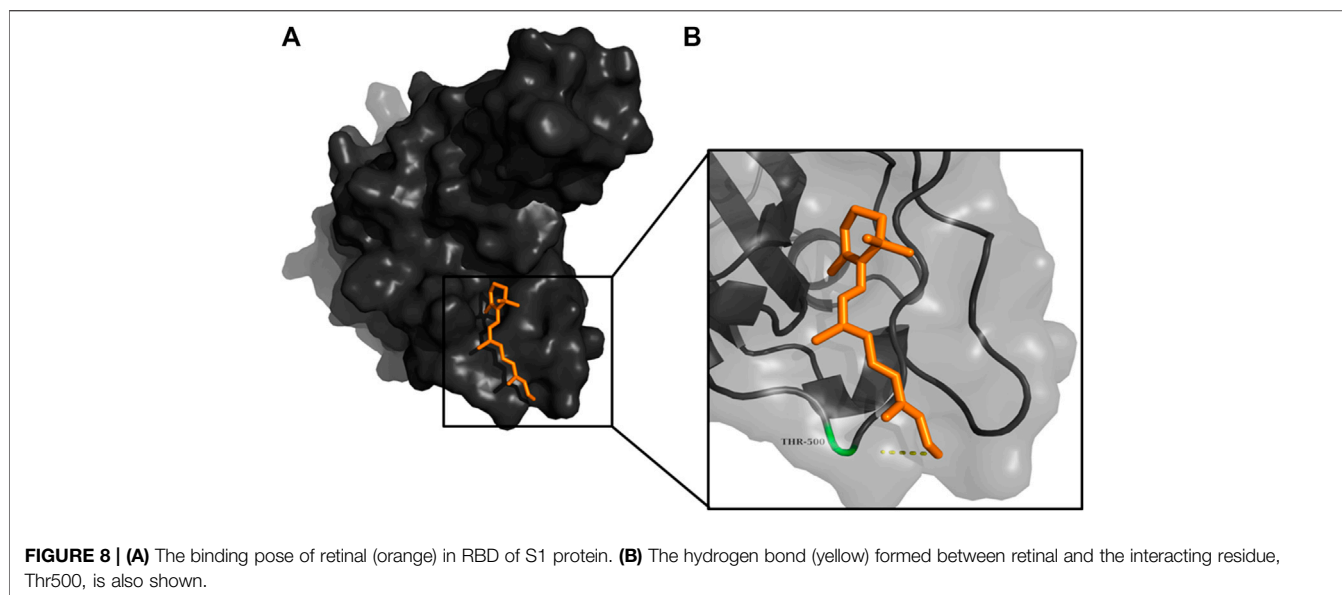 A
B
THR-500
FIGURE 8 | (A) The binding pose of retinal (orange) in RBD of S1 protein. (B) The hydrogen bond (yellow) formed between retinal and the interacting residue,
Thr500, is also shown.